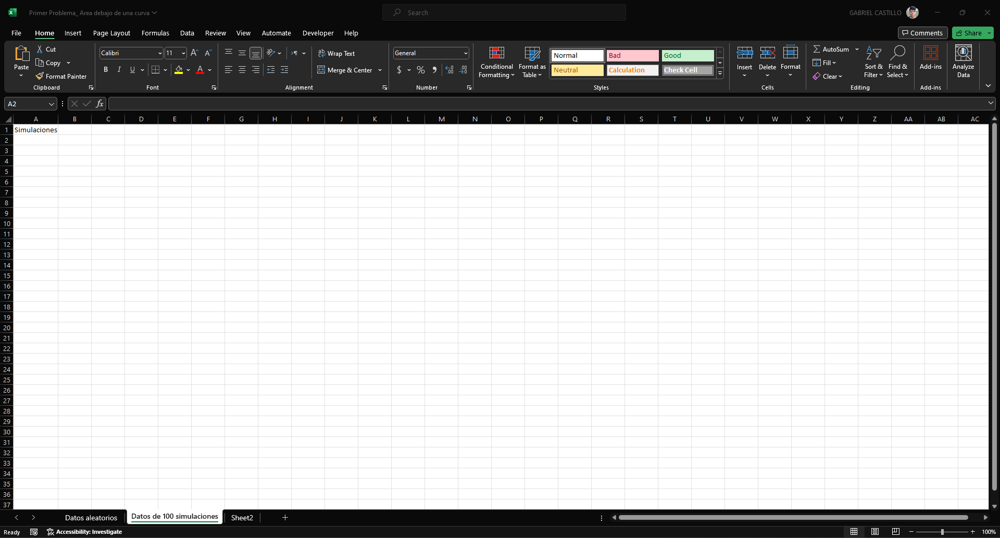 Primer Problema_ Area debajo de una curva
Search
GABRIEL CASTILLO
File Home Insert Page Layout Formulas Data Review View Automate Developer Help
Comments Share
Paste
Cut
Copy
Format Painter
Clipboard
Calibri 11
B I U
Font
Wrap Text
Merge & Center
Alignment
General
$ % ,
Number
Conditional Formatting
Format as Table
Normal Bad Good
Neutral Calculation Check Cell
Styles
Insert Delete Format
Cells
AutoSum
Fill
Clear
Sort & Filter
Find & Select
Editing
Add-ins
Add-ins
Analyze Data
A2
fx
A B C D E F G H I J K L M N O P Q R S T U V W X Y Z AA AB AC
1 Simulaciones
2
3
4
5
6
7
8
9
10
11
12
13
14
15
16
17
18
19
20
21
22
23
24
25
26
27
28
29
30
31
32
33
34
35
36
37
Datos aleatorios Datos de 100 simulaciones Sheet2
Ready Accessibility: Investigate 100%